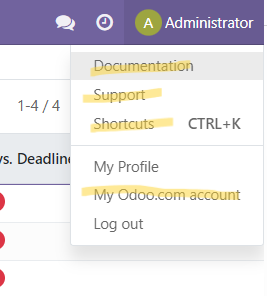 A Administrator
Documentation
1-4 / 4
Support
Shortcuts CTRL+K
vs. Deadline
My Profile
My Odoo.com account
Log out